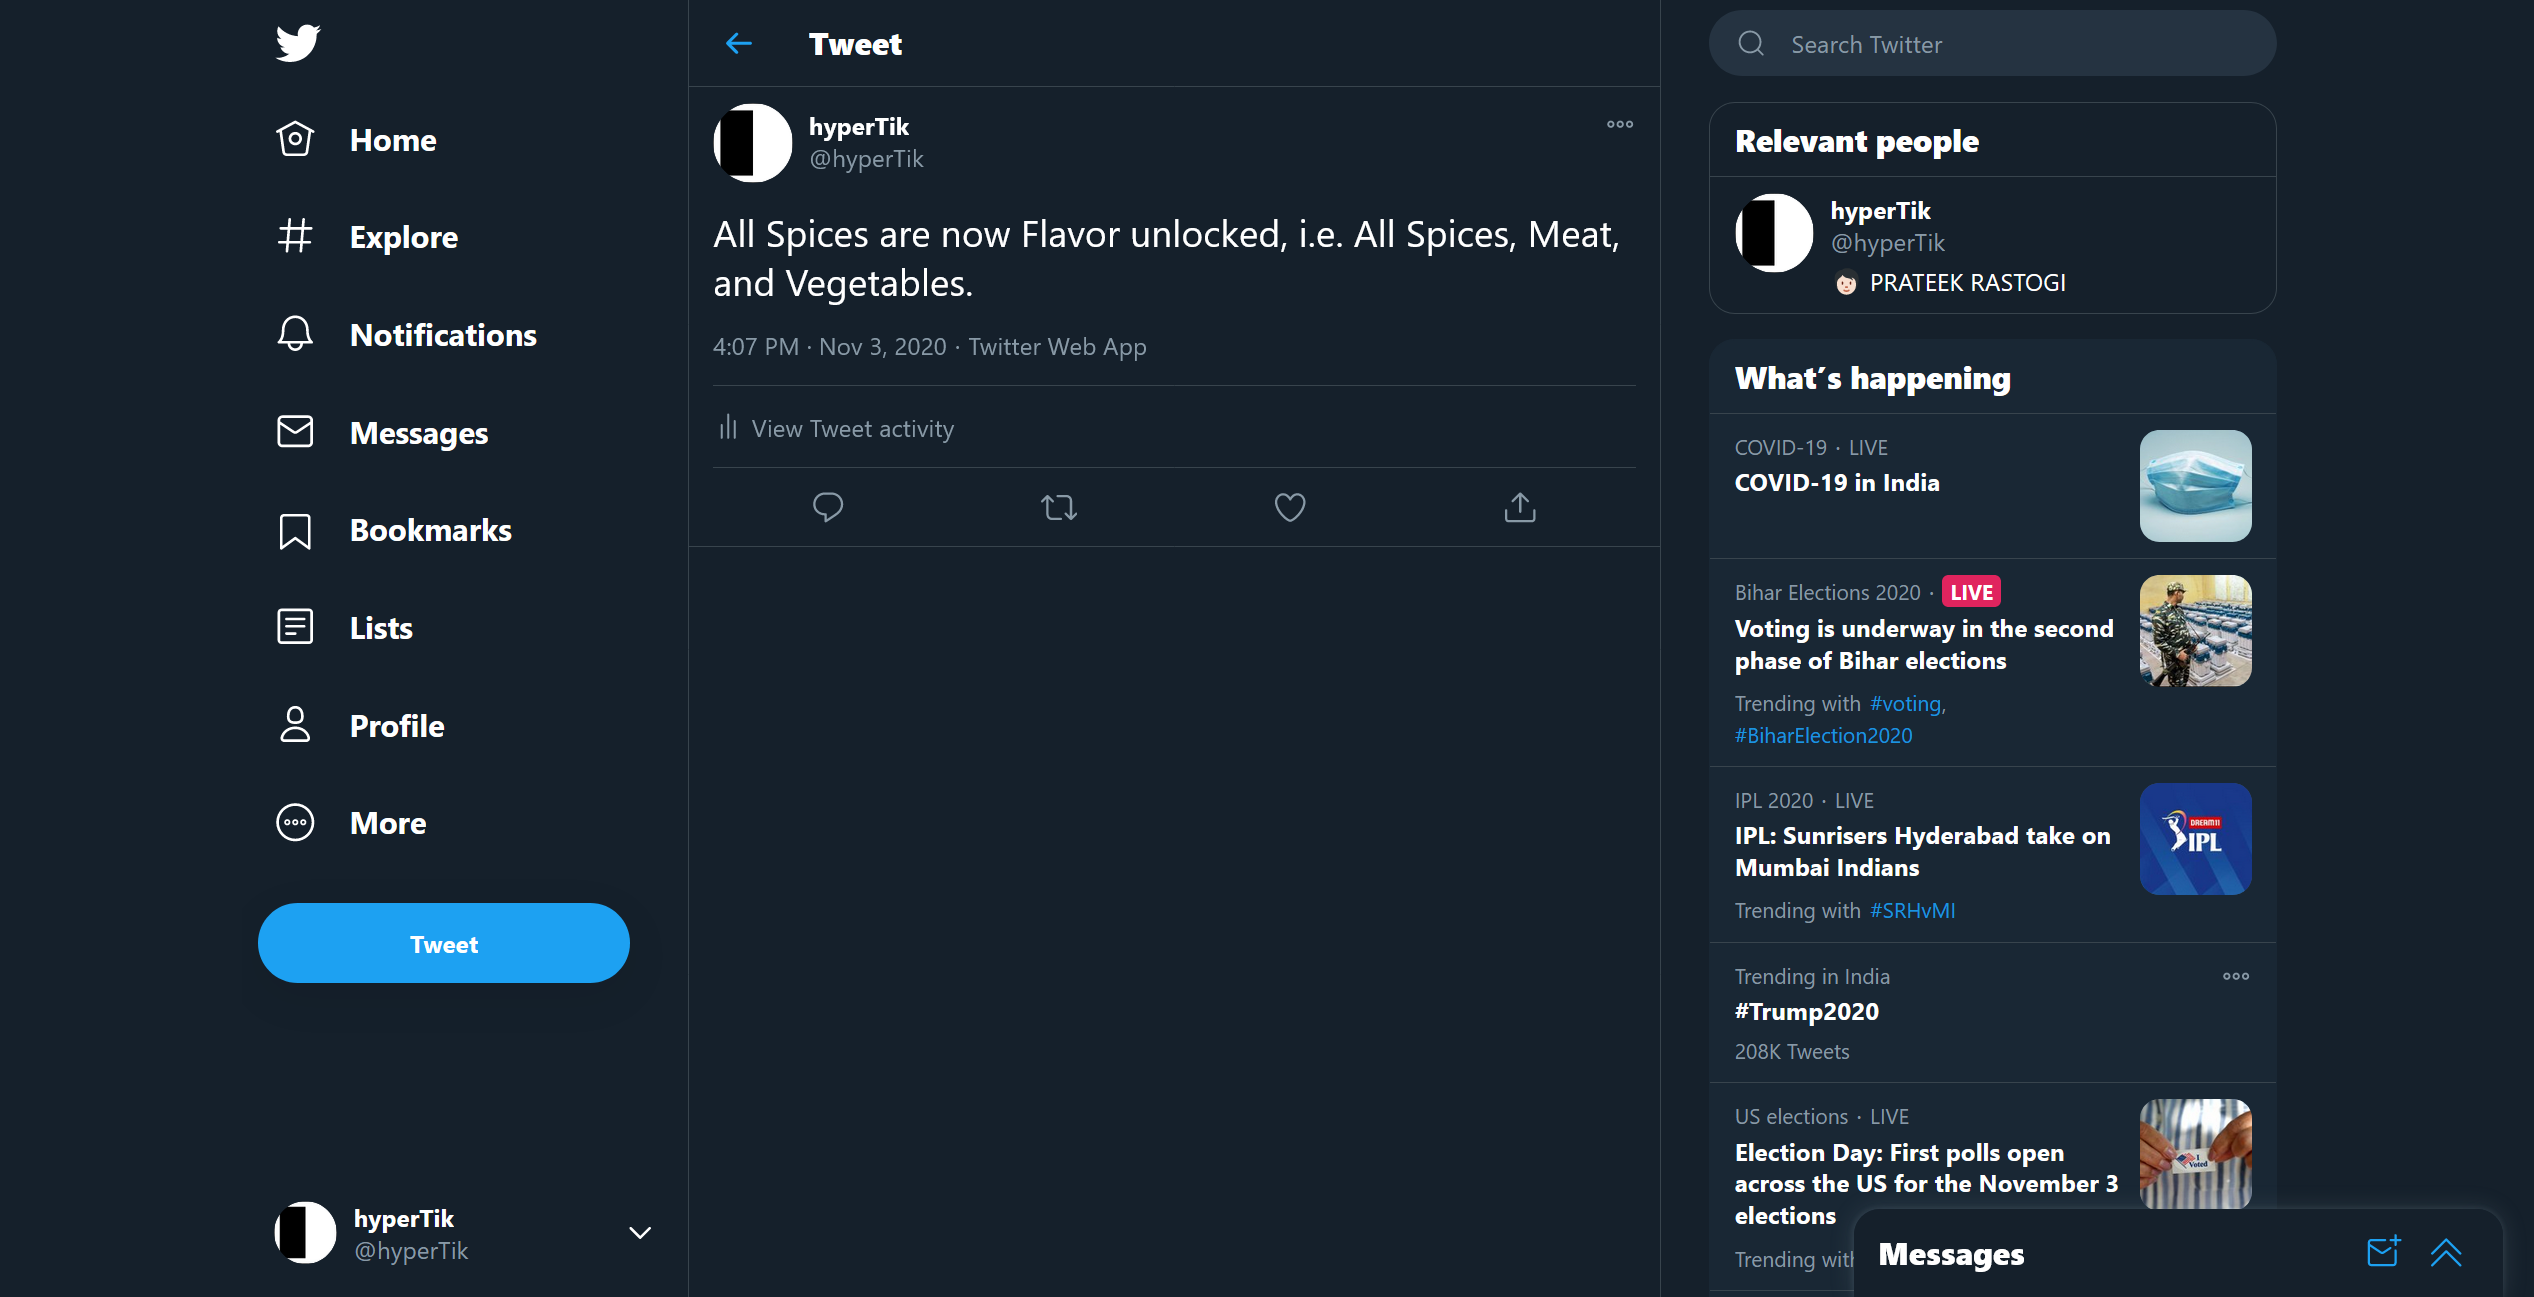 Home
Explore
Notifications
Messages
Bookmarks
Lists
Profile
More
Tweet
hyperTik
@hyperTik
Tweet
hyperTik
@hyperTik
All Spices are now Flavor unlocked, i.e. All Spices, Meat,
and Vegetables.
4:07 PM · Nov 3, 2020 · Twitter Web App
View Tweet activity
Search Twitter
Relevant people
hyperTik
@hyperTik
PRATEEK RASTOGI
What's happening
COVID-19 · LIVE
COVID-19 in India
Bihar Elections 2020 · LIVE
Voting is underway in the second
phase of Bihar elections
Trending with #voting,
#BiharElection2020
IPL 2020 · LIVE
IPL: Sunrisers Hyderabad take on
Mumbai Indians
Trending with #SRHvMI
DREAM11
IPL
Trending in India
#Trump2020
208K Tweets
US elections · LIVE
Election Day: First polls open
across the US for the November 3
elections
Trending with
I
Voted
Messages